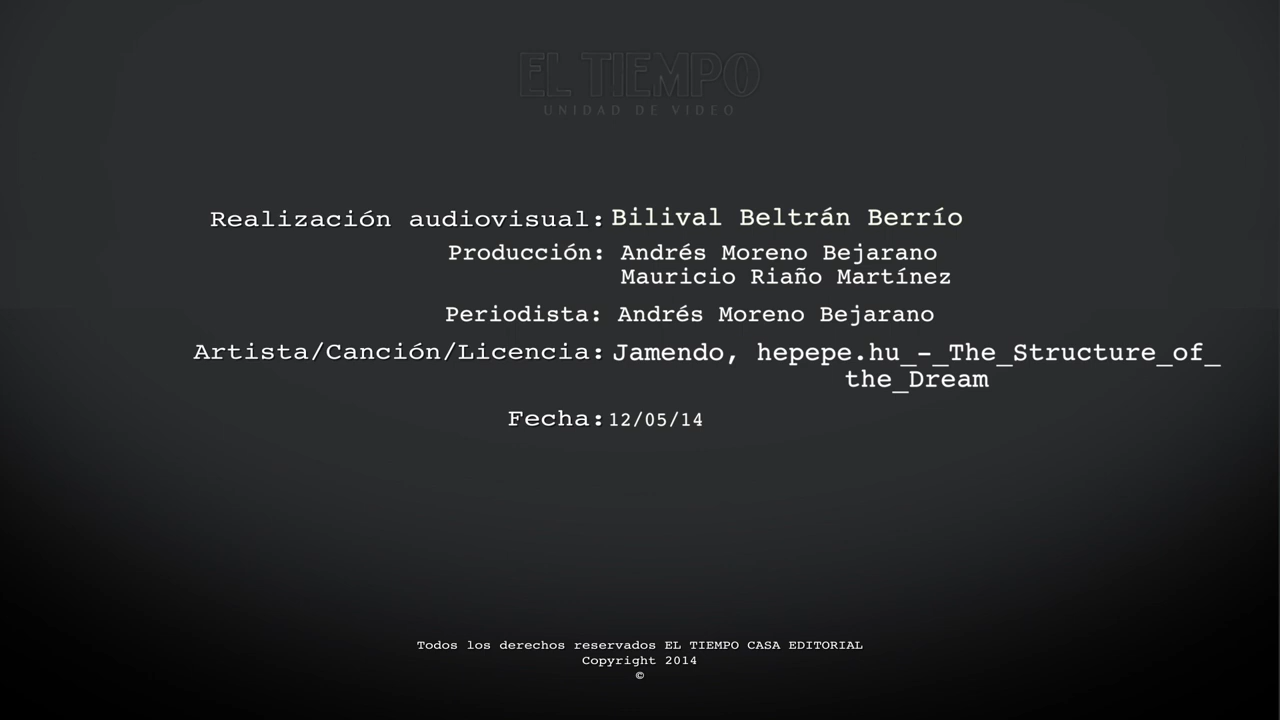 EL TIEMPO
UNIDAD DE VIDEO
Realización audiovisual: Bilival Beltrán Berrío
Producción: Andrés Moreno Bejarano
Mauricio Riaño Martínez
Periodista: Andrés Moreno Bejarano
Artista/Canción/Licencia: Jamendo, hepepe.hu_-_The_Structure_of_
the_Dream
Fecha: 12/05/14
Todos los derechos reservados EL TIEMPO CASA EDITORIAL
Copyright 2014
©